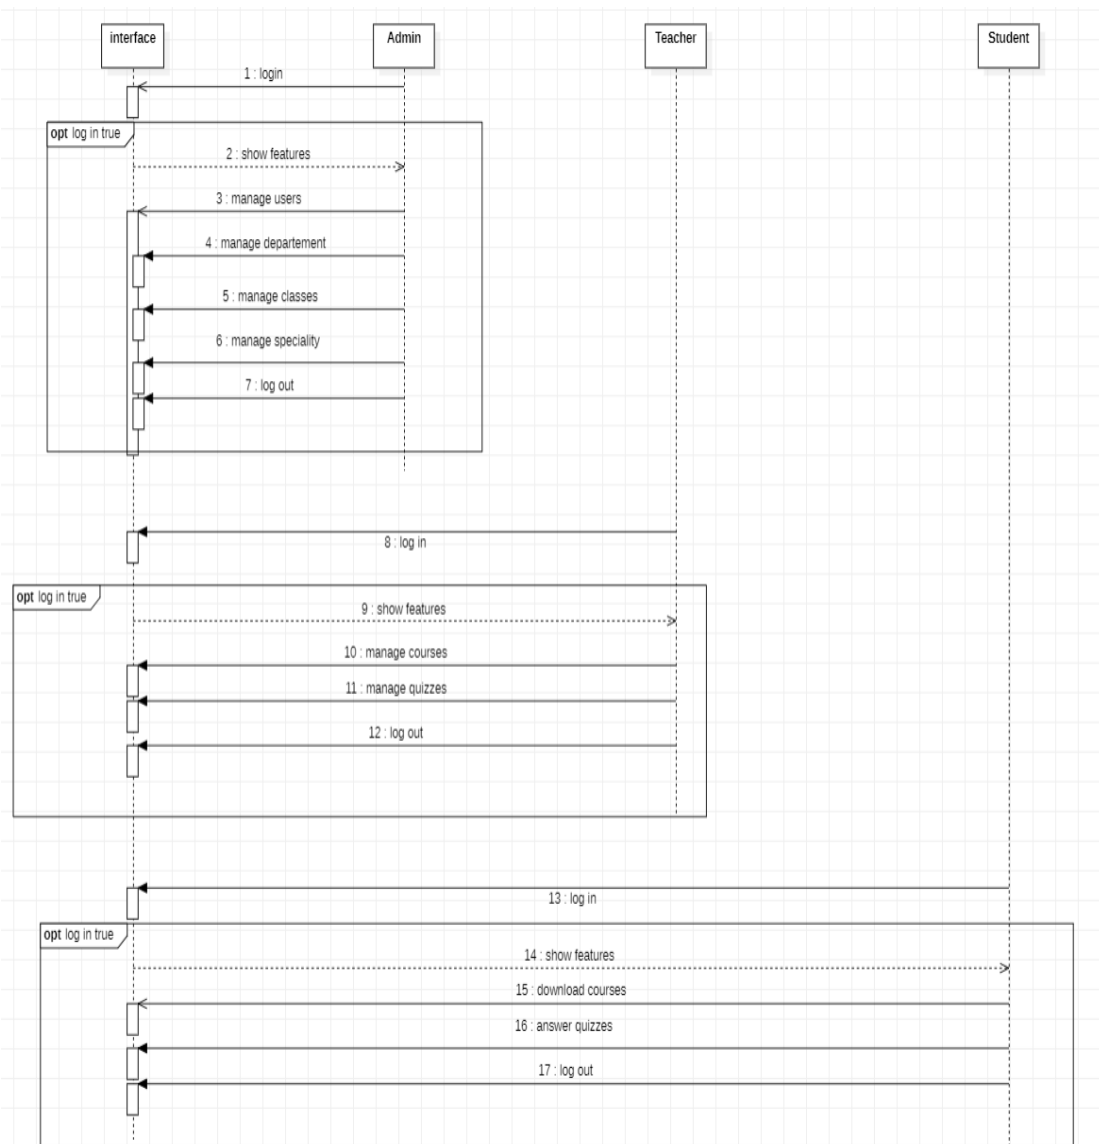 interface
Admin
Teacher
Student
1 : login
opt log in true
2 : show features
3 : manage users
4 : manage departement
5 : manage classes
6 : manage speciality
7 : log out
8 : log in
opt log in true
9 : show features
10 : manage courses
11 : manage quizzes
12 : log out
13 : log in
opt log in true
14 : show features
15 : download courses
16 : answer quizzes
17 : log out